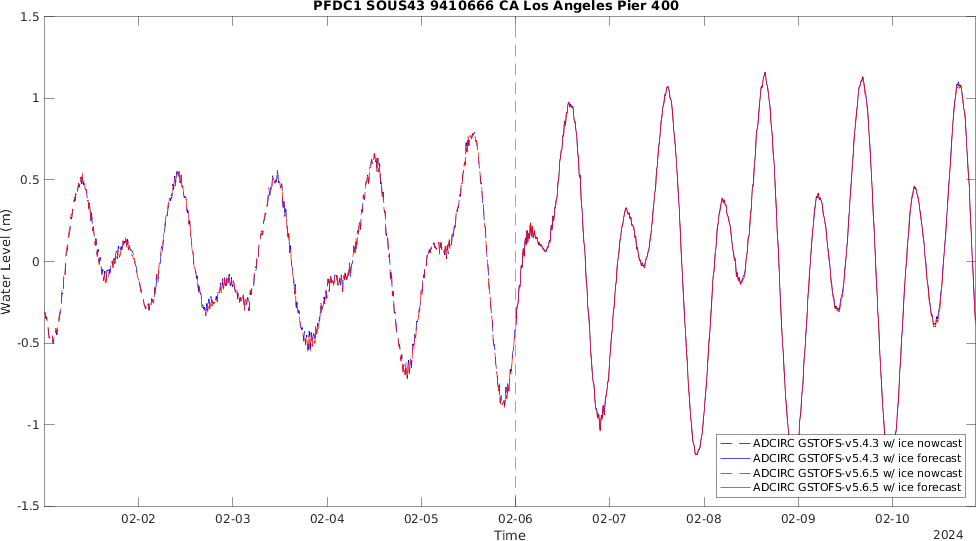 PFDC1 SOUS43 9410666 CA Los Angeles Pier 400
1.5
1
0.5
0
-0.5
-1
-1.5
Water Level (m)
02-02
02-03
02-04
02-05
02-06
02-07
02-08
02-09
02-10
Time
2024
ADCIRC GSTOFS-v5.4.3 w/ ice nowcast
ADCIRC GSTOFS-v5.4.3 w/ ice forecast
ADCIRC GSTOFS-v5.6.5 w/ ice nowcast
ADCIRC GSTOFS-v5.6.5 w/ ice forecast